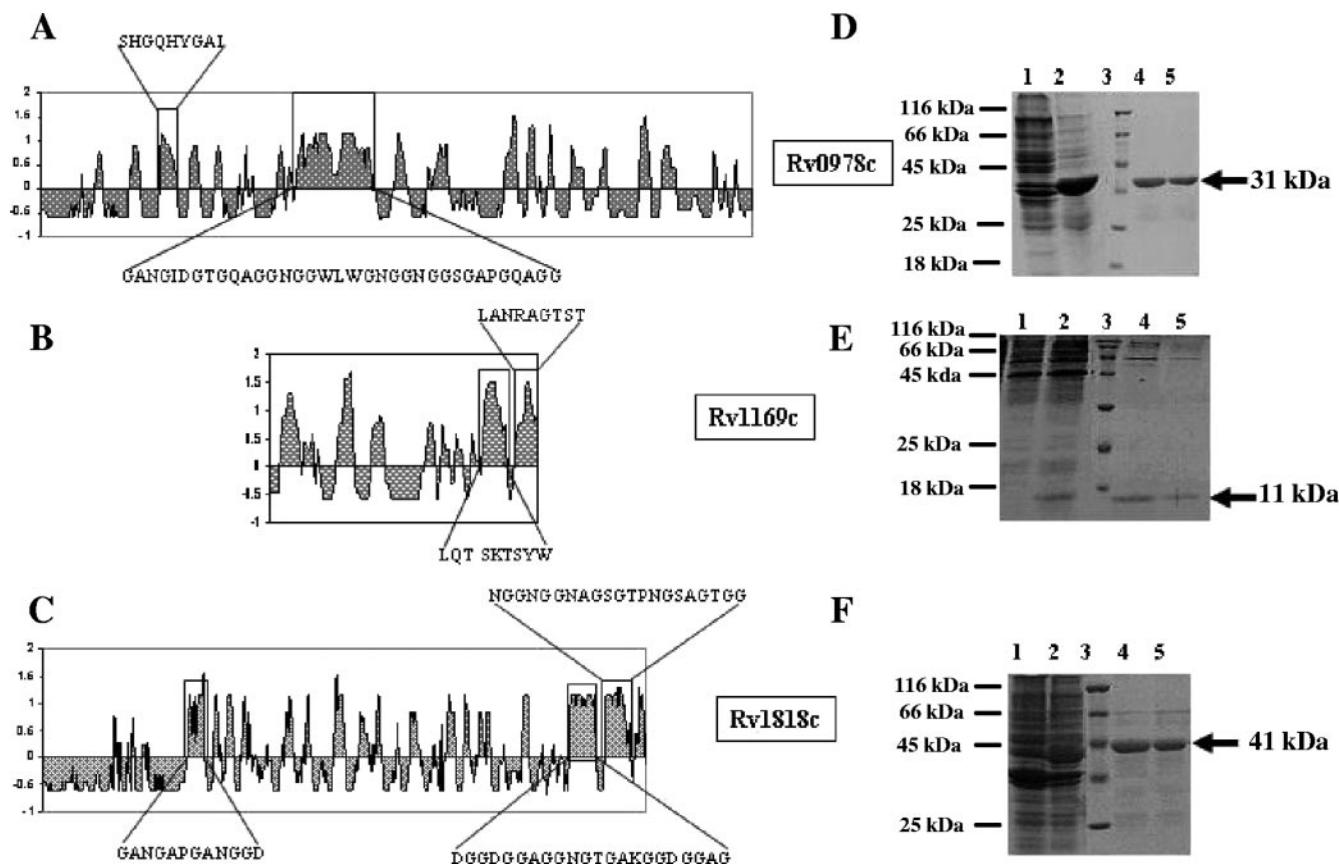 A
SHGQHYGAL
2
1.6
1
0.6
0
-0.6
-1
GANGIDGTGQAGGNGGWLWGNGGNGGSGAPGQAGG
Rv0978c
D
1 2 3 4 5
116 kDa
66 kDa
45 kDa
25 kDa
18 kDa
31 kDa
B
LANRAGTST
2
1.5
1
0.5
0
-0.5
-1
LQT SKTSYW
Rv1169c
E
1 2 3 4 5
116 kDa
66 kDa
45 kda
25 kDa
18 kDa
11 kDa
C
NGGNGGNAGSGTPNGSAGTGG
2
1.6
1
0.6
0
-0.6
-1
GANGAPGANGGD
DGGDGGAGGNGTGAKGGDGGAG
Rv1818c
F
1 2 3 4 5
116 kDa
66 kDa
45 kDa
25 kDa
41 kDa